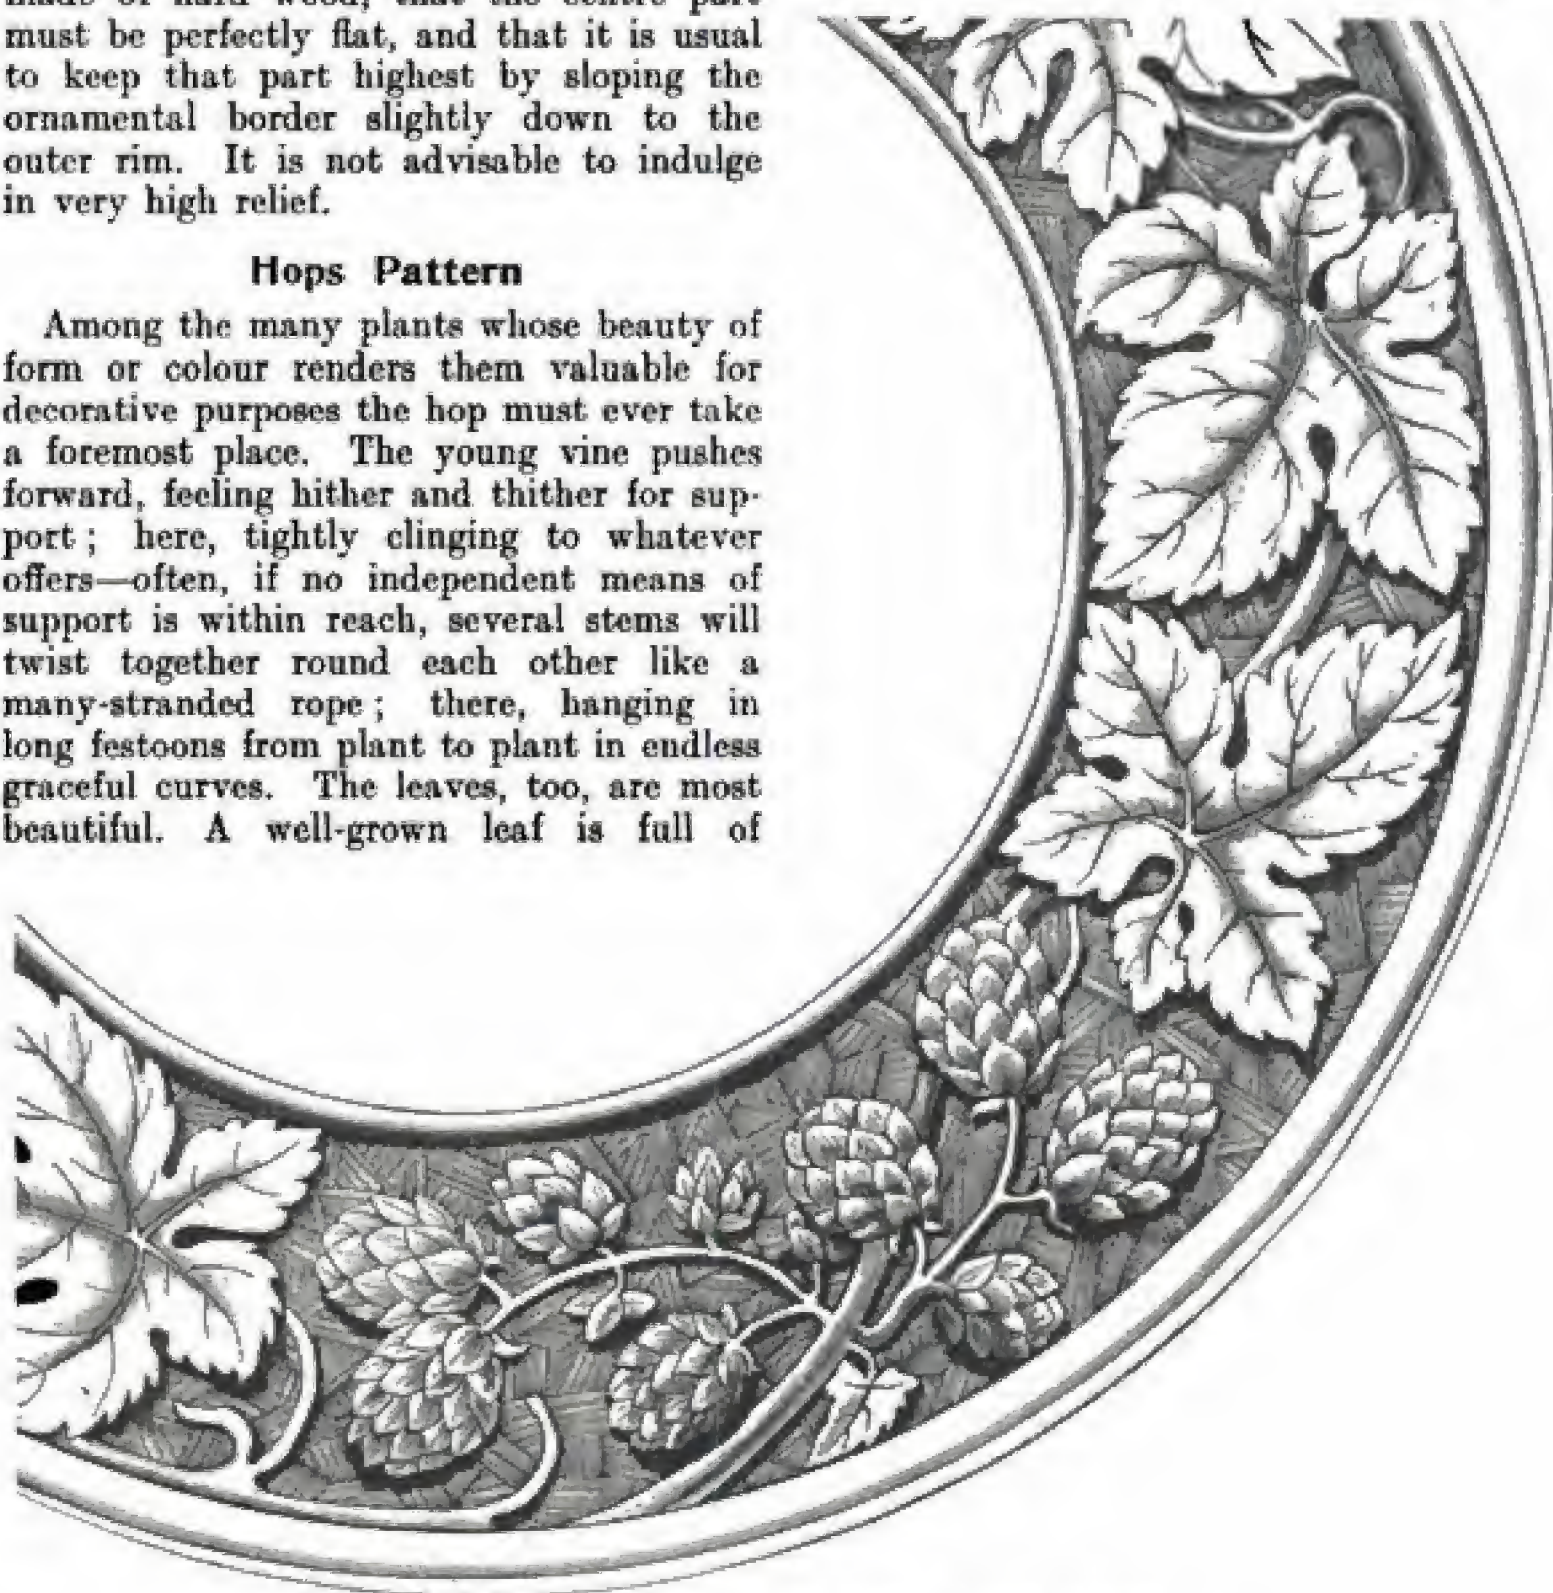 must be perfectly flat, and that it is usual
to keep that part highest by sloping the
ornamental border slightly down to the
outer rim. It is not advisable to indulge
in very high relief.
Hops Pattern
Among the many plants whose beauty of
form or colour renders them valuable for
decorative purposes the hop must ever take
a foremost place. The young vine pushes
forward, feeling hither and thither for sup-
port; here, tightly clinging to whatever
offers—often, if no independent means of
support is within reach, several stems will
twist together round each other like a
many-stranded rope; there, hanging in
long festoons from plant to plant in endless
graceful curves. The leaves, too, are most
beautiful. A well-grown leaf is full of